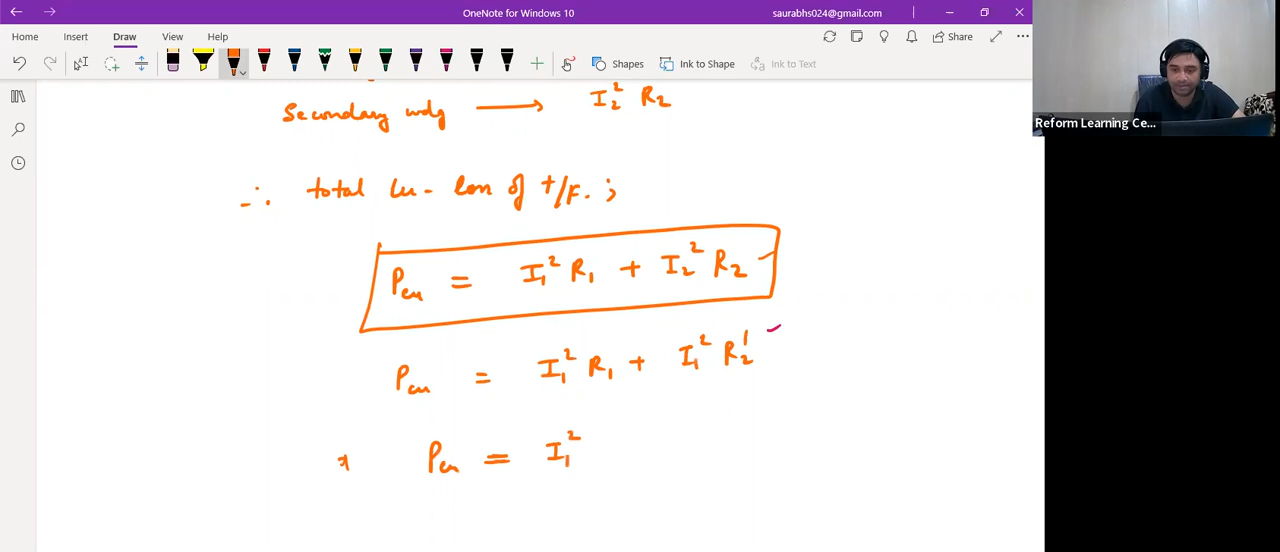 OneNote for Windows 10
saurabhs024@gmail.com
Home Insert Draw View Help
Share
Shapes Ink to Shape Ink to Text
Secondary wdg ⟶ I₂² R₂
∴ total Cu- loss of t/F. ;
Pcu = I₁² R₁ + I₂² R₂
Pcu = I₁² R₁ + I₁² R₂'
* Pcu = I₁²
Reform Learning Ce...